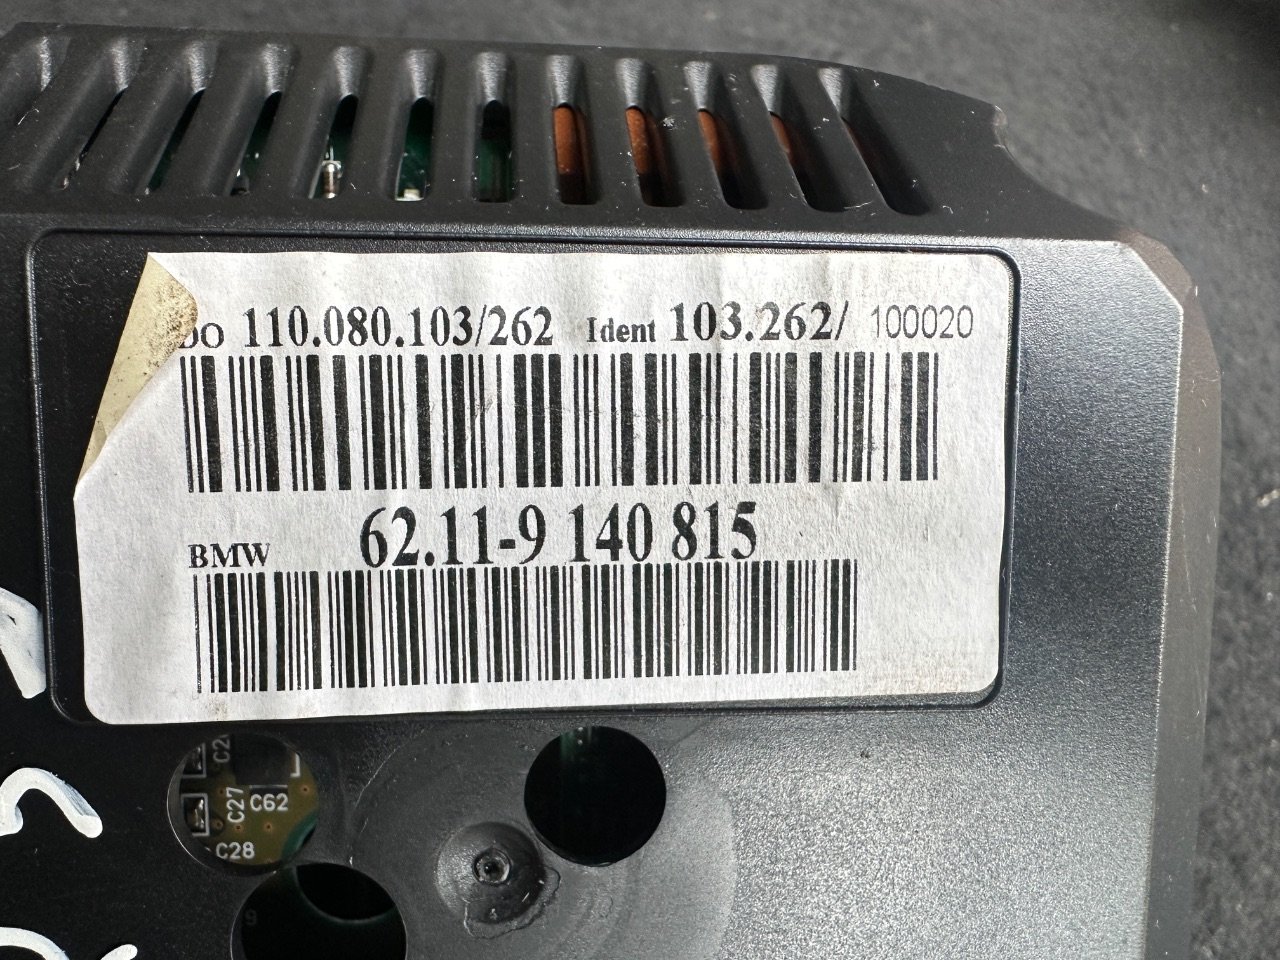 110.080.103/262 Ident 103.262/ 100020
BMW 62.11-9 140 815
C27
C62
C28